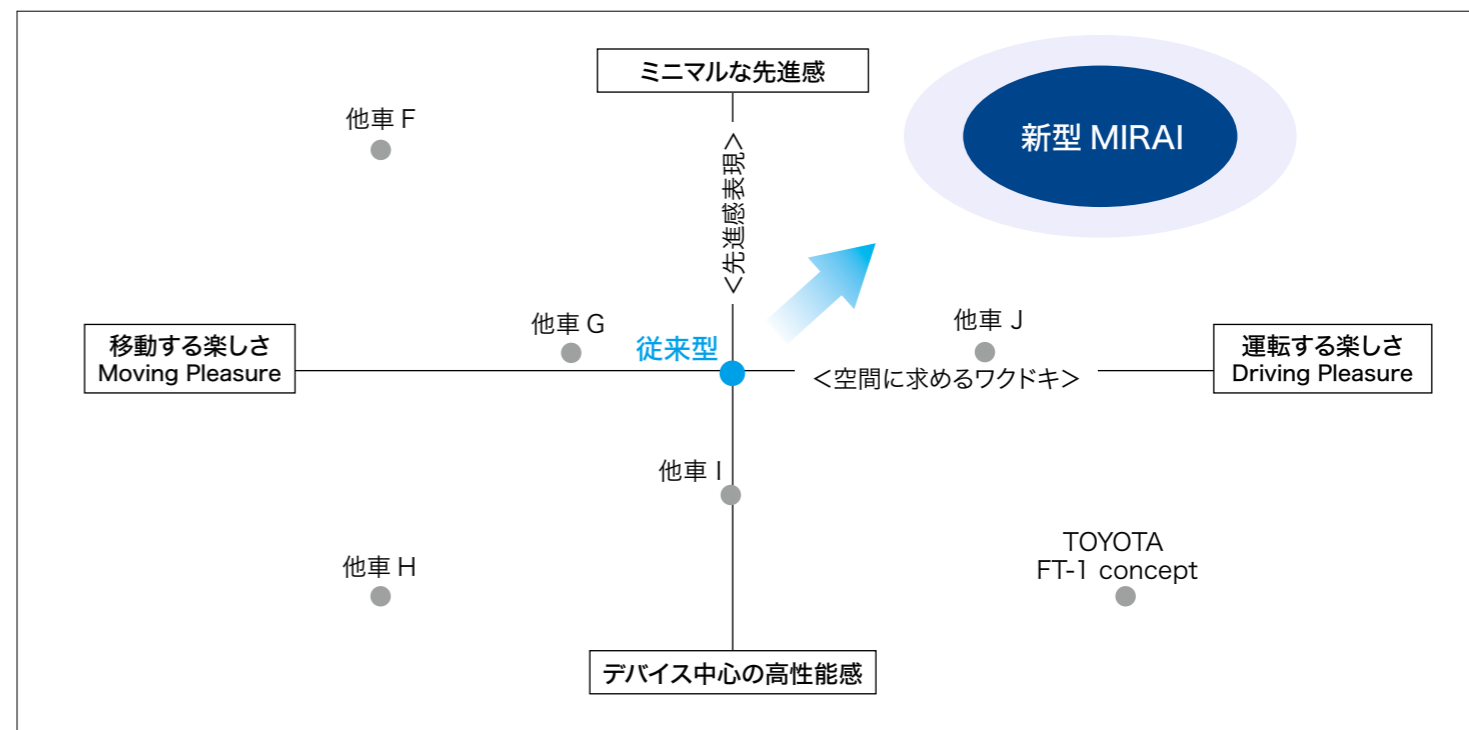 ミニマルな先進感
他車 F
新型 MIRAI
＜先進感表現＞
他車 G
従来型
他車 J
移動する楽しさ
Moving Pleasure
＜空間に求めるワクドキ＞
運転する楽しさ
Driving Pleasure
他車 I
他車 H
TOYOTA
FT-1 concept
デバイス中心の高性能感